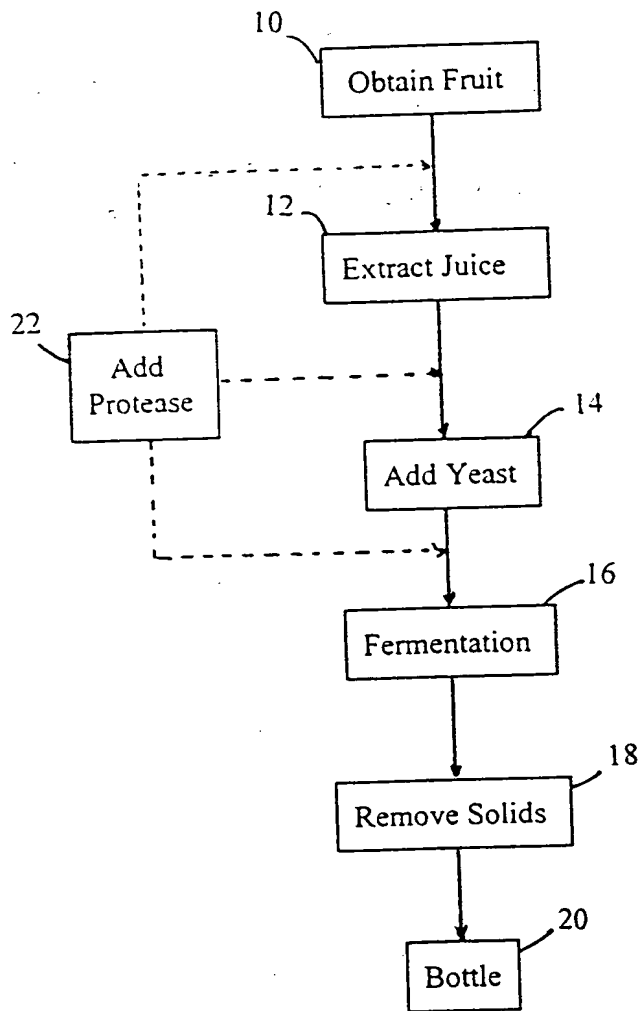 10
Obtain Fruit
12
Extract Juice
22
Add
Protease
14
Add Yeast
16
Fermentation
18
Remove Solids
20
Bottle